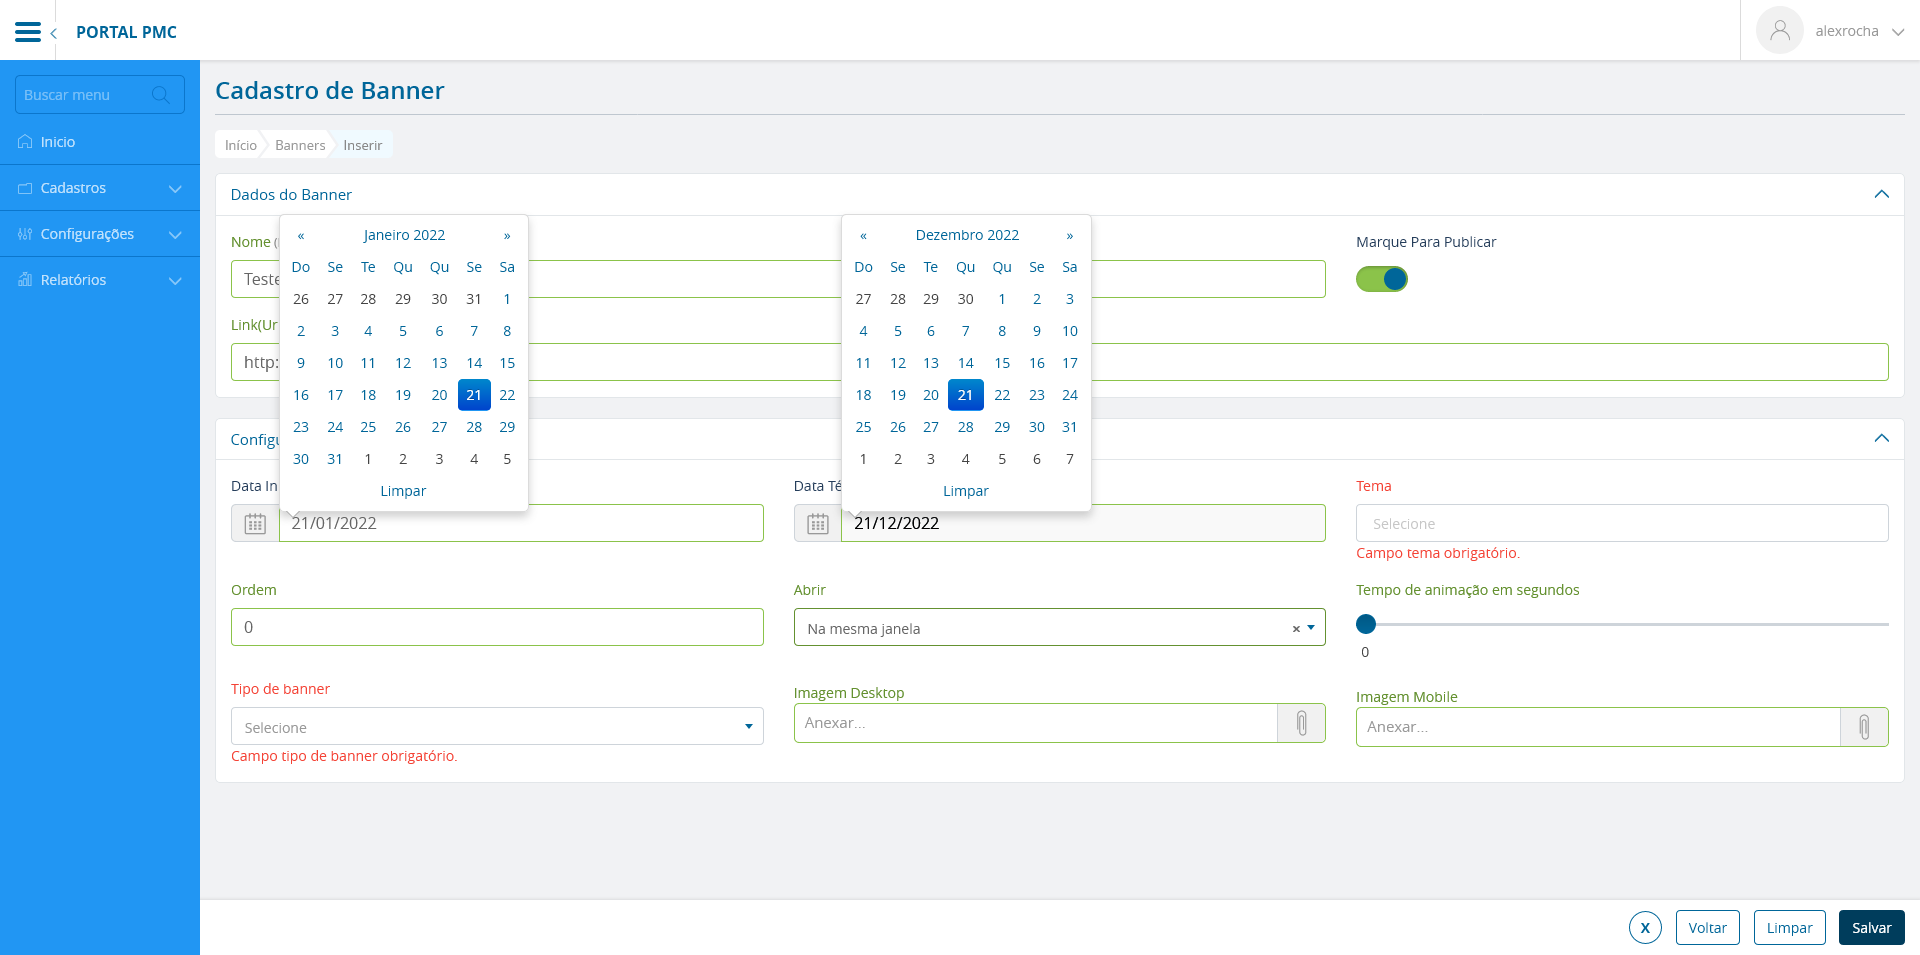 PORTAL PMC
alexrocha
Buscar menu
Inicio
Cadastros
Configurações
Relatórios
Cadastro de Banner
Início Banners Inserir
Dados do Banner
Nome (
Teste
Marque Para Publicar
Link(Ur
http:
« Janeiro 2022 »
Do Se Te Qu Qu Se Sa
26 27 28 29 30 31 1
2 3 4 5 6 7 8
9 10 11 12 13 14 15
16 17 18 19 20 21 22
23 24 25 26 27 28 29
30 31 1 2 3 4 5
Limpar
« Dezembro 2022 »
Do Se Te Qu Qu Se Sa
27 28 29 30 1 2 3
4 5 6 7 8 9 10
11 12 13 14 15 16 17
18 19 20 21 22 23 24
25 26 27 28 29 30 31
1 2 3 4 5 6 7
Limpar
Configu
Data In
21/01/2022
Data Té
21/12/2022
Tema
Selecione
Campo tema obrigatório.
Ordem
0
Abrir
Na mesma janela ×
Tempo de animação em segundos
0
Tipo de banner
Selecione
Campo tipo de banner obrigatório.
Imagem Desktop
Anexar...
Imagem Mobile
Anexar...
X Voltar Limpar Salvar